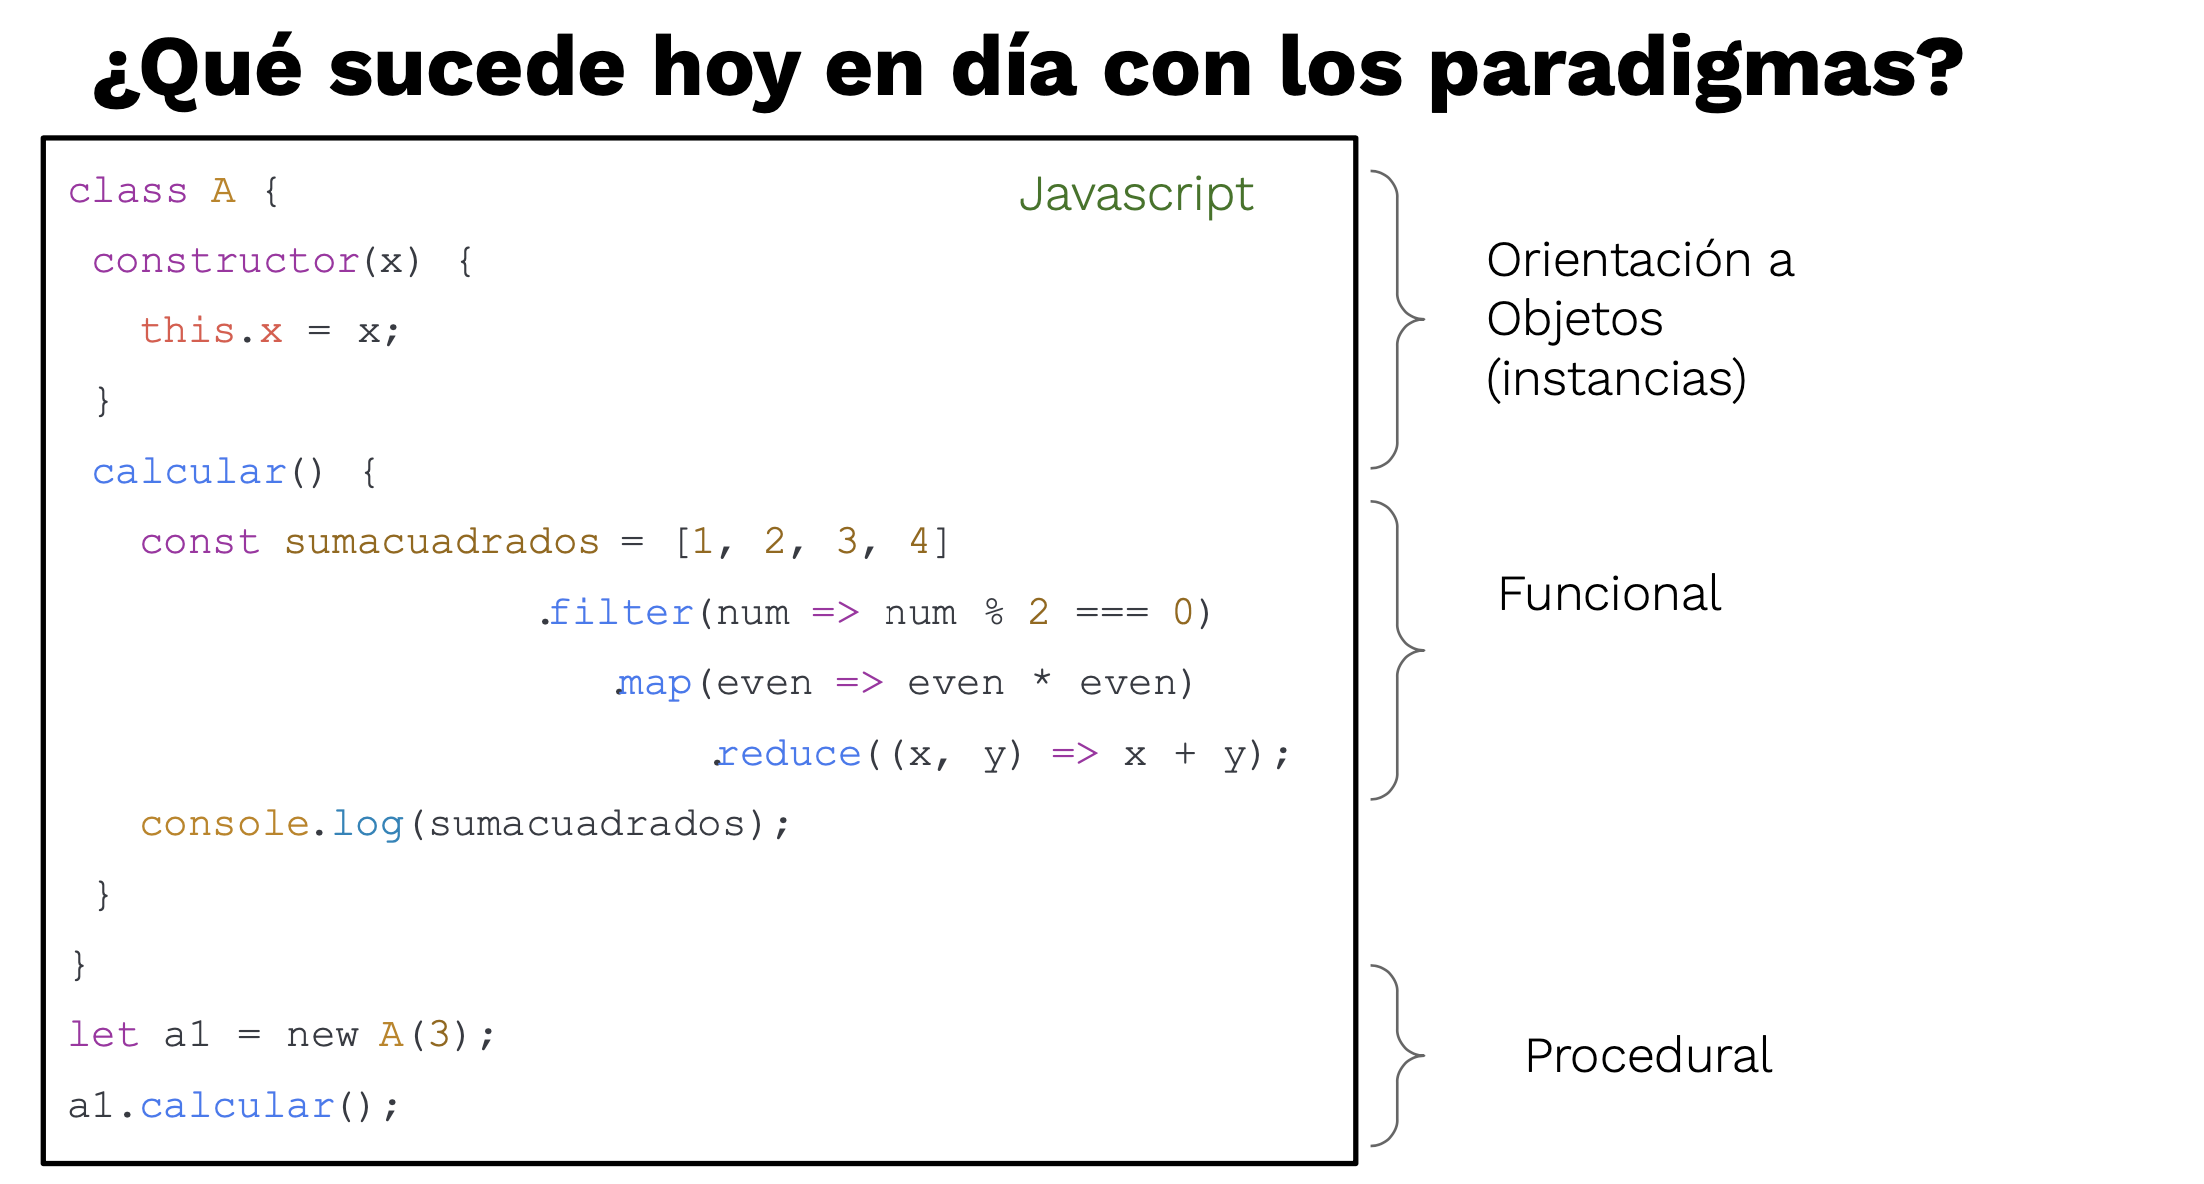 ¿Qué sucede hoy en día con los paradigmas?
class A {
Javascript
constructor(x) {
this.x = x;
}
calcular() {
const sumacuadrados = [1, 2, 3, 4]
.filter(num => num % 2 === 0)
.map(even => even * even)
.reduce((x, y) => x + y);
console.log(sumacuadrados);
}
}
let a1 = new A(3);
a1.calcular();
Orientación a
Objetos
(instancias)
Funcional
Procedural